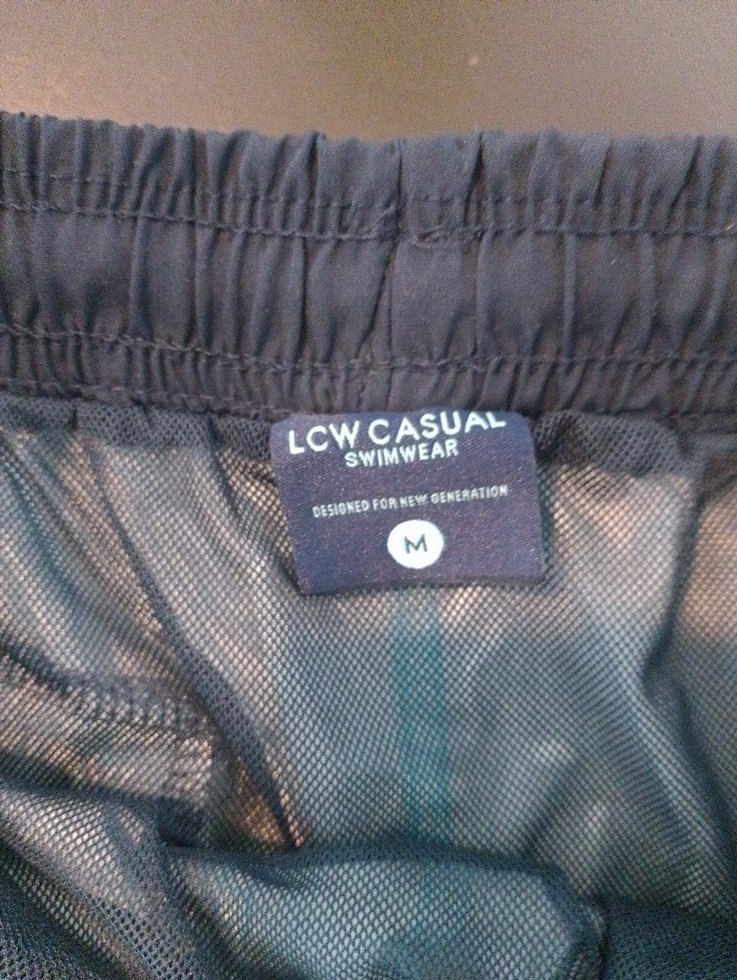 LCW CASUAL
SWIMWEAR
DESIGNED FOR NEW GENERATION
M